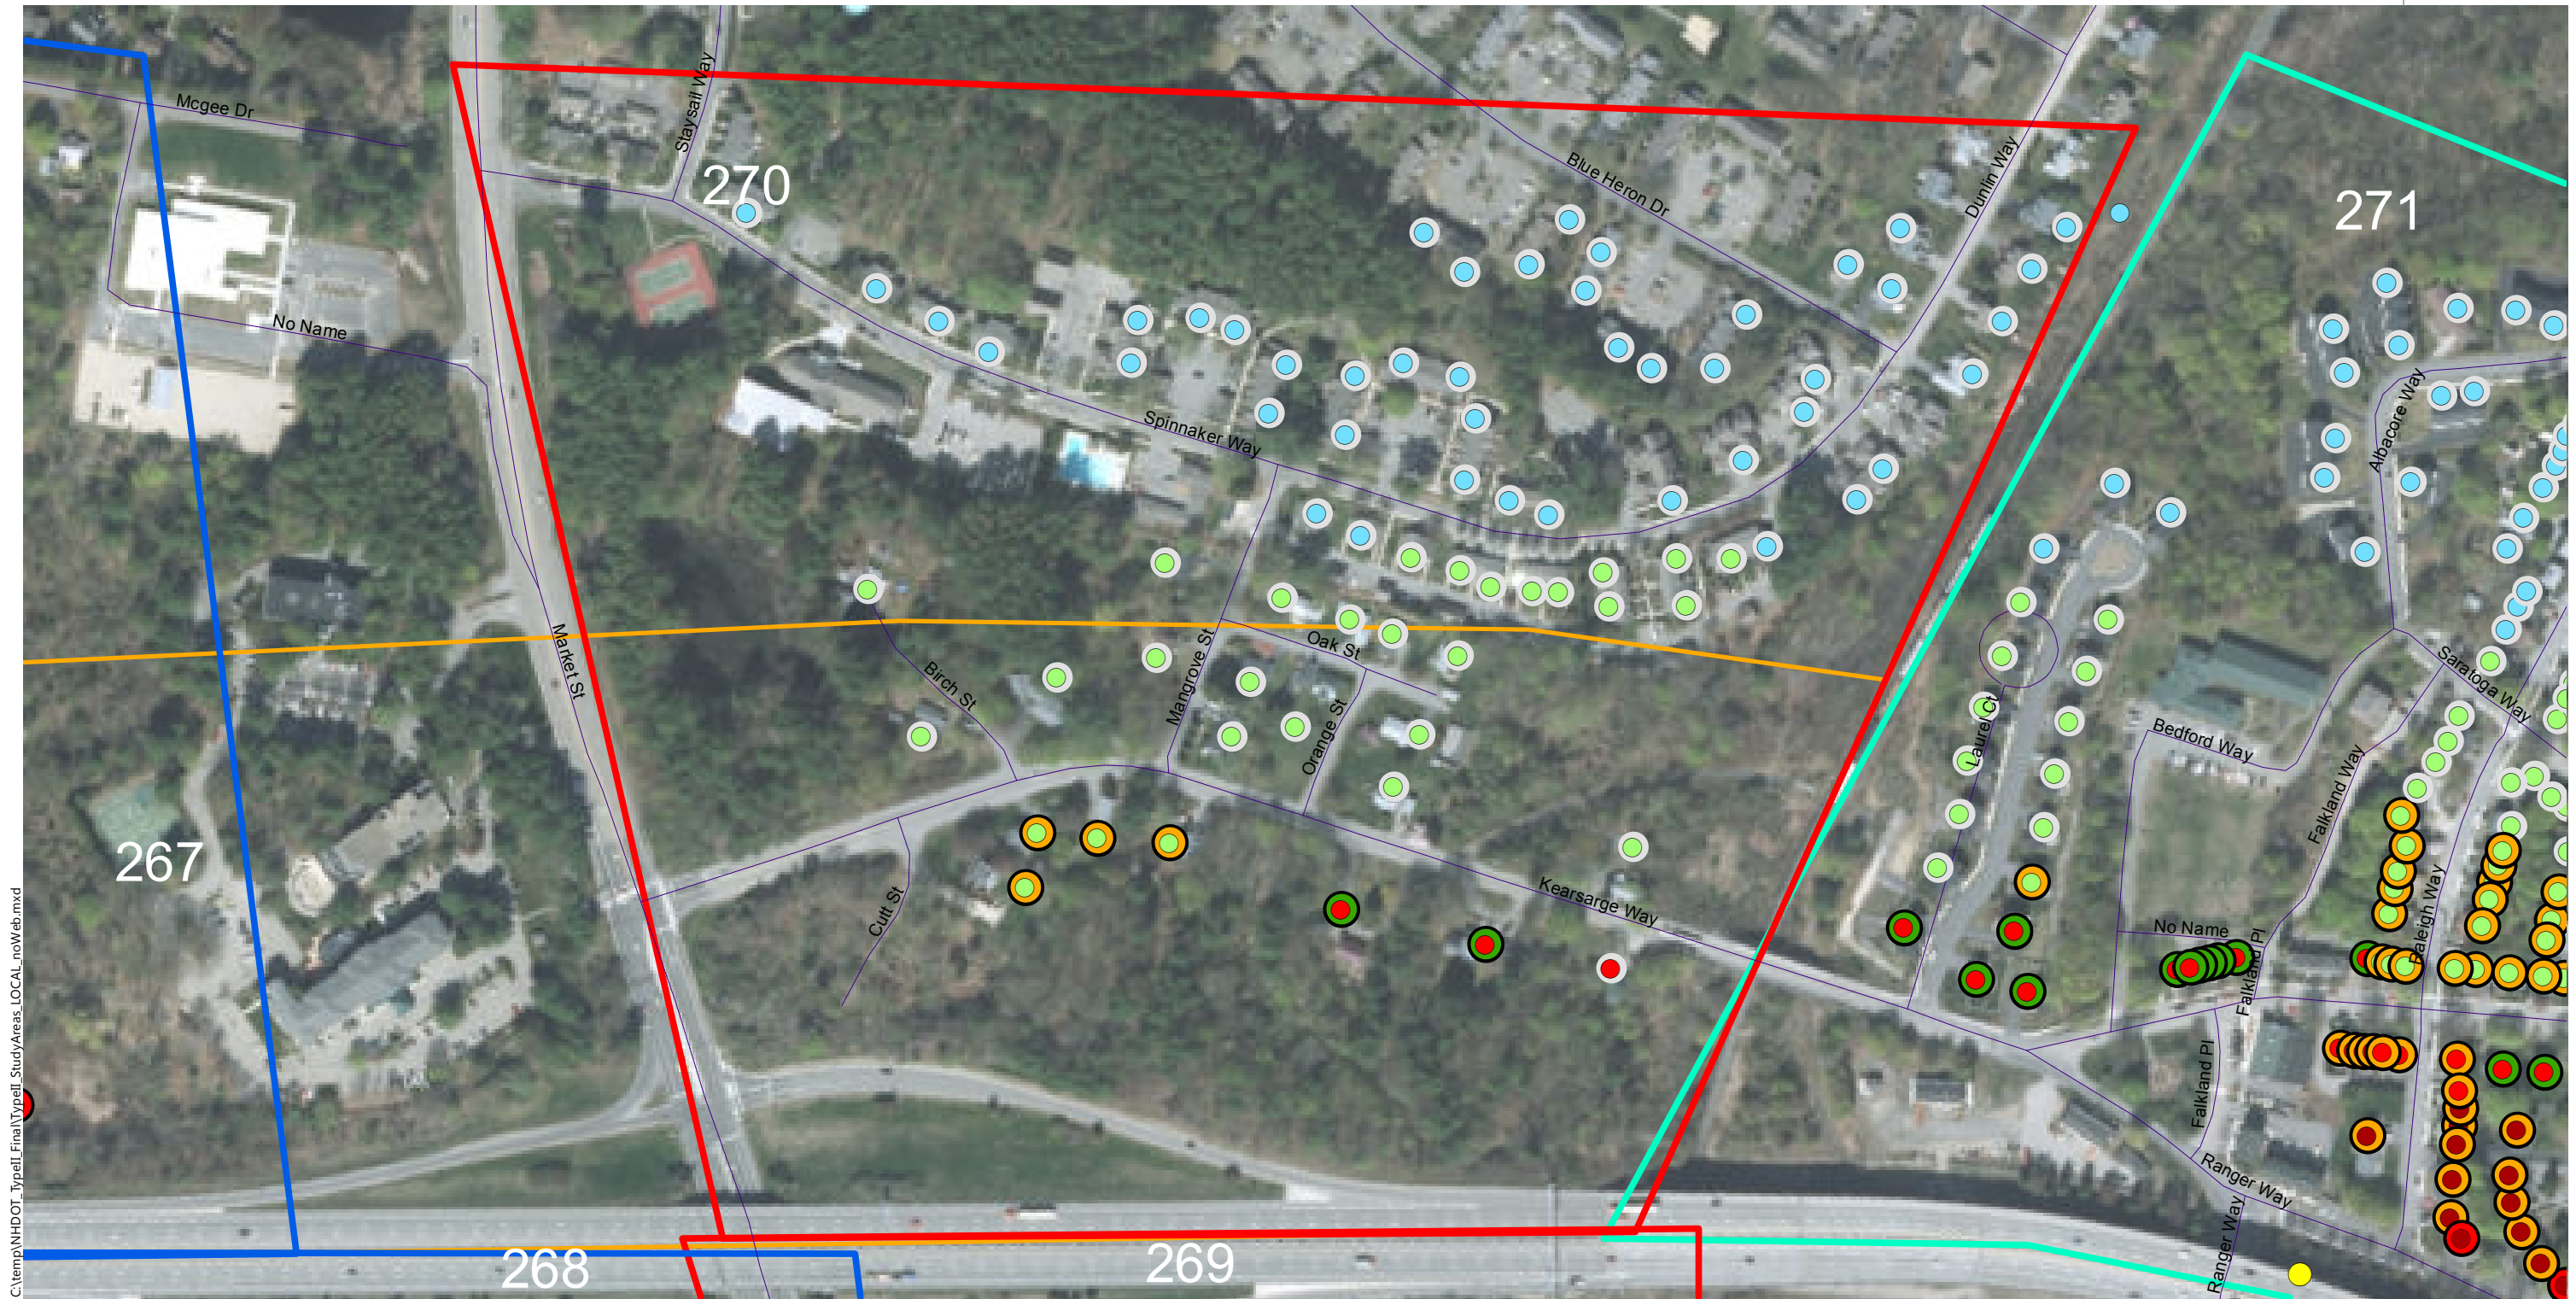 Mcgee Dr
Staysail Way
270
Blue Heron Dr
Dunlin Way
271
No Name
Spinnaker Way
Albacore Way
Market St
Birch St
Mangrove St
Oak St
Orange St
Laurel Ct
Saratoga Way
Bedford Way
Falkland Way
267
Cutt St
Kearsarge Way
No Name
Raleigh Way
Falkland Pl
Falkland Pl
Ranger Way
Ranger Way
268
269
C:\temp\NHDOT_TypeII_Final\TypeII_StudyAreas_LOCAL_noWeb.mxd